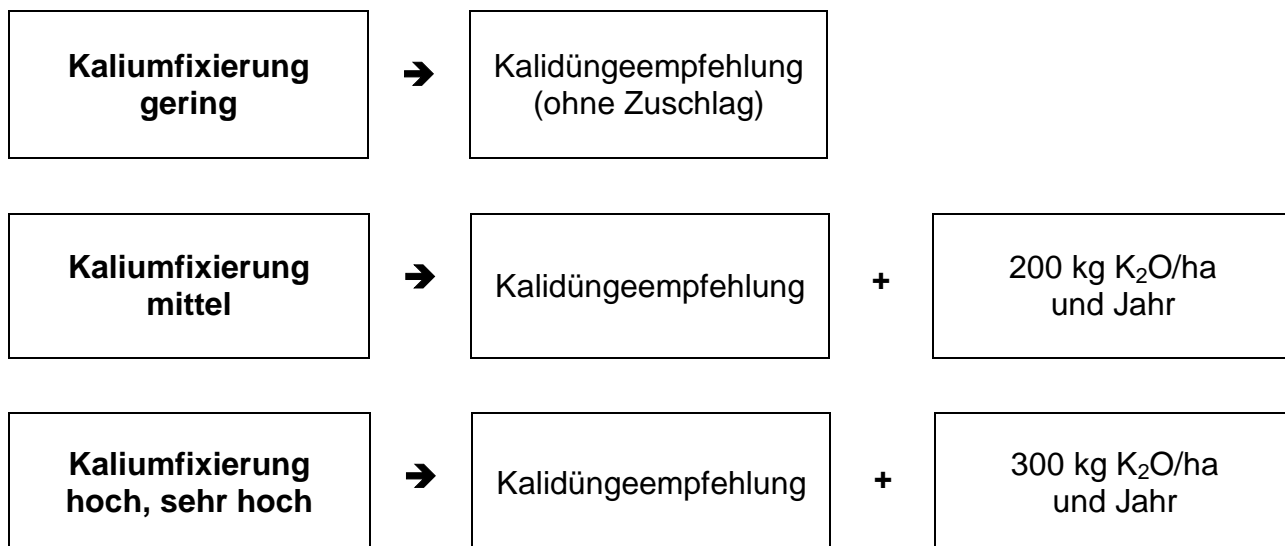 Kaliumfixierung
gering
➔
Kalidüngeempfehlung
(ohne Zuschlag)
Kaliumfixierung
mittel
➔
Kalidüngeempfehlung
+
200 kg K₂O/ha
und Jahr
Kaliumfixierung
hoch, sehr hoch
➔
Kalidüngeempfehlung
+
300 kg K₂O/ha
und Jahr